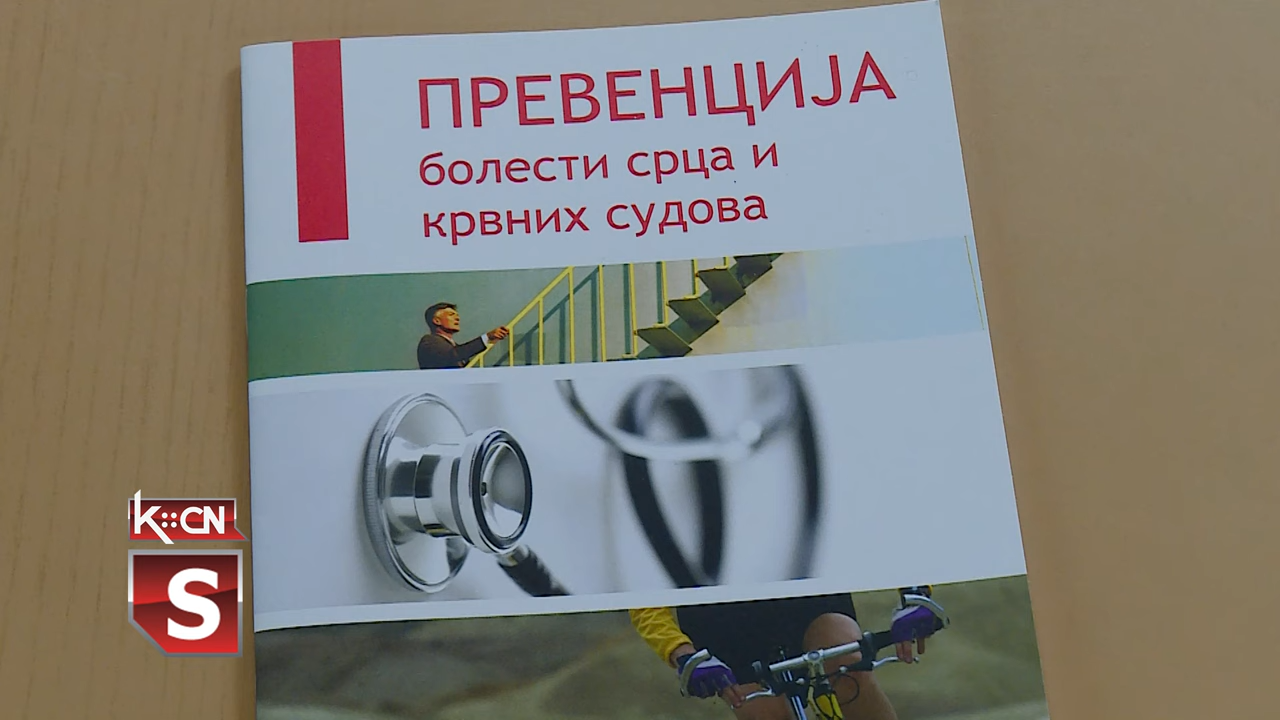 ПРЕВЕНЦИЈА
болести срца и
крвних судова
K::CN
S